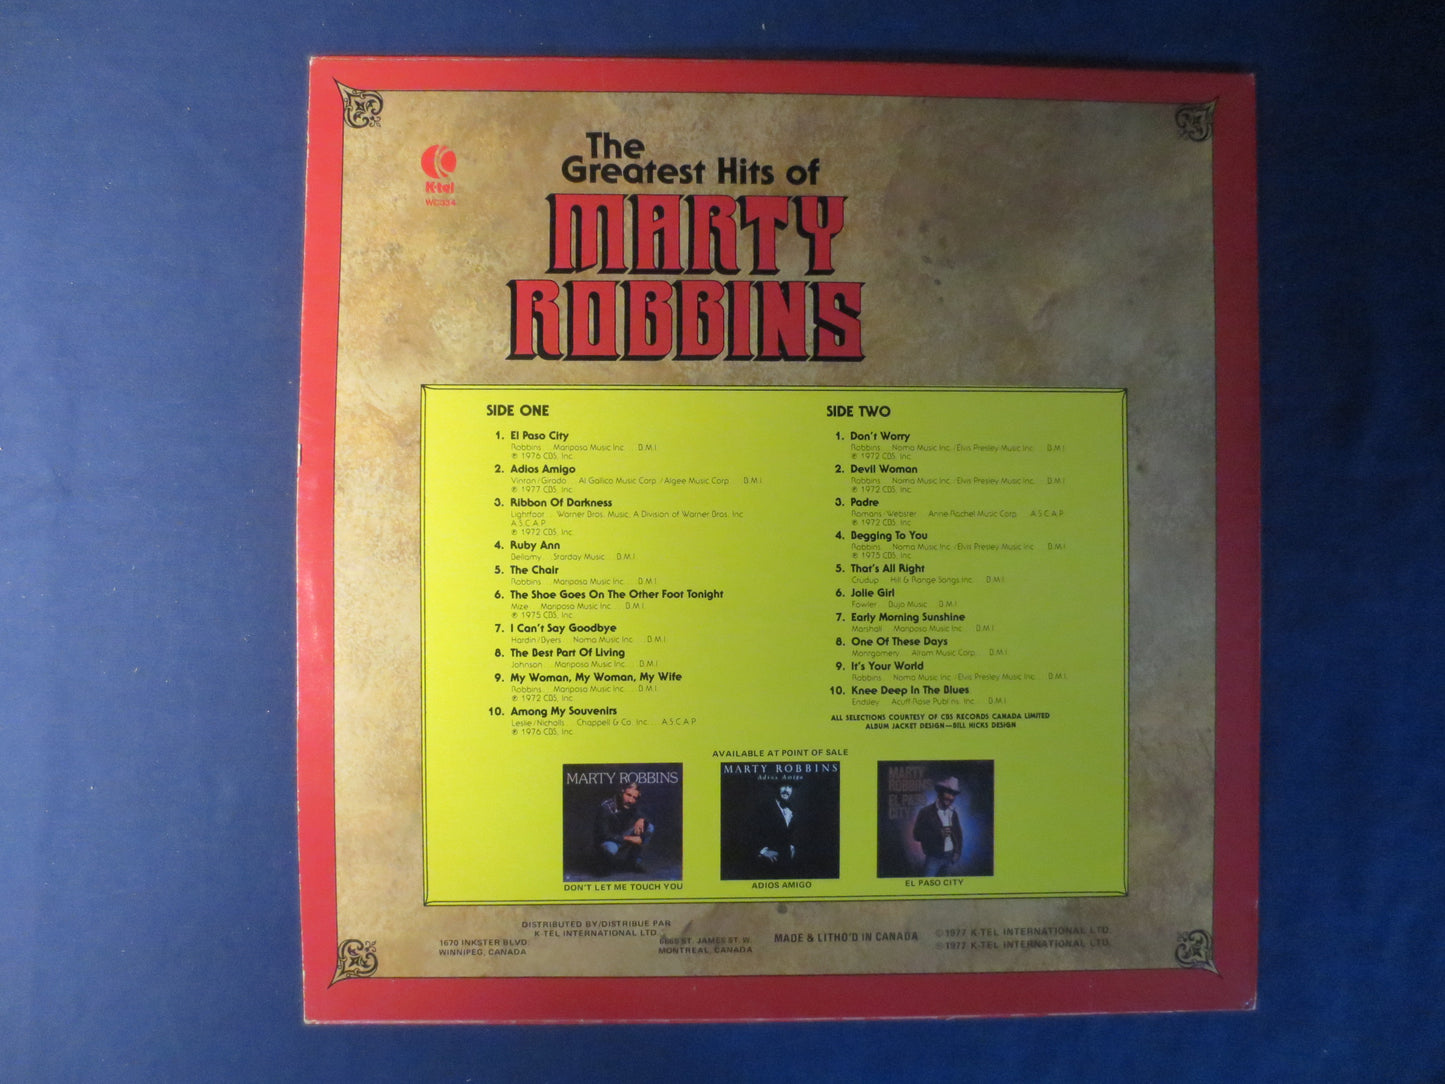 The
Greatest Hits of
MARTY
ROBBINS
K-tel
WC334
SIDE ONE
1. El Paso City
Robbins... Mariposa Music Inc.... B.M.I.
℗ 1976 CBS, Inc.
2. Adios Amigo
Vinton/Girado... Al Gallico Music Corp./Algee Music Corp.... B.M.I.
℗ 1977 CBS, Inc.
3. Ribbon Of Darkness
Lightfoot... Warner Bros. Music, A Division of Warner Bros. Inc.
A.S.C.A.P.
℗ 1972 CBS, Inc.
4. Ruby Ann
Bellamy... Starday Music... B.M.I.
5. The Chair
Robbins... Mariposa Music Inc.... B.M.I.
6. The Shoe Goes On The Other Foot Tonight
Mize... Mariposa Music Inc.... B.M.I.
℗ 1975 CBS, Inc.
7. I Can't Say Goodbye
Hardin/Byers... Noma Music Inc.... B.M.I.
8. The Best Part Of Living
Johnson... Mariposa Music Inc.... B.M.I.
9. My Woman, My Woman, My Wife
Robbins... Mariposa Music Inc.... B.M.I.
℗ 1972 CBS, Inc.
10. Among My Souvenirs
Leslie/Nicholls... Chappell & Co. Inc.... A.S.C.A.P.
℗ 1976 CBS, Inc.
SIDE TWO
1. Don't Worry
Robbins... Noma Music Inc./Elvis Presley Music Inc.... B.M.I.
℗ 1972 CBS, Inc.
2. Devil Woman
Robbins... Noma Music Inc./Elvis Presley Music Inc.... B.M.I.
℗ 1972 CBS, Inc.
3. Padre
Romans/Webster... Anne-Rachel Music Corp.... A.S.C.A.P.
℗ 1972 CBS, Inc.
4. Begging To You
Robbins... Noma Music Inc./Elvis Presley Music Inc.... B.M.I.
℗ 1975 CBS, Inc.
5. That's All Right
Crudup... Hill & Range Songs Inc.... B.M.I.
6. Jolie Girl
Fowler... Dujo Music... B.M.I.
7. Early Morning Sunshine
Marshall... Mariposa Music Inc.... B.M.I.
8. One Of These Days
Montgomery... Alram Music Corp.... B.M.I.
9. It's Your World
Robbins... Noma Music Inc./Elvis Presley Music Inc.... B.M.I.
10. Knee Deep In The Blues
Endsley... Acuff-Rose Publ'ns. Inc.... B.M.I.
ALL SELECTIONS COURTESY OF CBS RECORDS CANADA LIMITED
ALBUM JACKET DESIGN—BILL HICKS DESIGN
AVAILABLE AT POINT OF SALE
MARTY ROBBINS
DON'T LET ME TOUCH YOU
MARTY ROBBINS
Adios Amigo
ADIOS AMIGO
MARTY
ROBBINS
EL PASO
CITY
EL PASO CITY
DISTRIBUTED BY/DISTRIBUE PAR
K-TEL INTERNATIONAL LTD.
1670 INKSTER BLVD.
WINNIPEG, CANADA
ST. JAMES ST. W.
MONTREAL, CANADA
MADE & LITHO'D IN CANADA
©1977 K-TEL INTERNATIONAL LTD.
℗1977 K-TEL INTERNATIONAL LTD.